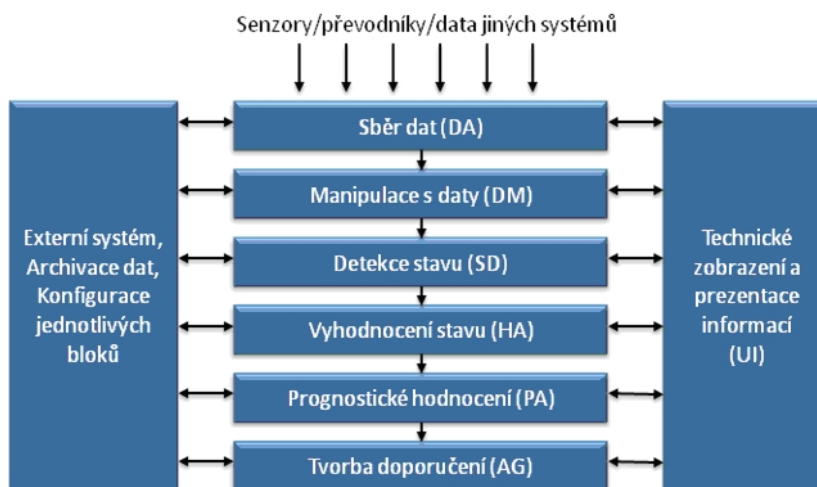 Senzory/převodníky/data jiných systémů
Sběr dat (DA)
Manipulace s daty (DM)
Detekce stavu (SD)
Vyhodnocení stavu (HA)
Prognostické hodnocení (PA)
Tvorba doporučení (AG)
Externí systém,
Archivace dat,
Konfigurace
jednotlivých
bloků
Technické
zobrazení a
prezentace
informací
(UI)